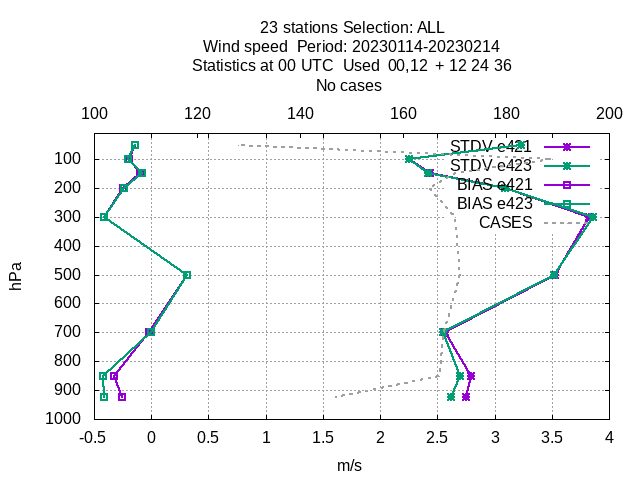 23 stations Selection: ALL
Wind speed  Period: 20230114-20230214
Statistics at 00 UTC  Used  00,12  + 12 24 36
No cases
100 120 140 160 180 200
STDV e421
STDV e423
BIAS e421
BIAS e423
CASES
hPa
100
200
300
400
500
600
700
800
900
1000
-0.5 0 0.5 1 1.5 2 2.5 3 3.5 4
m/s